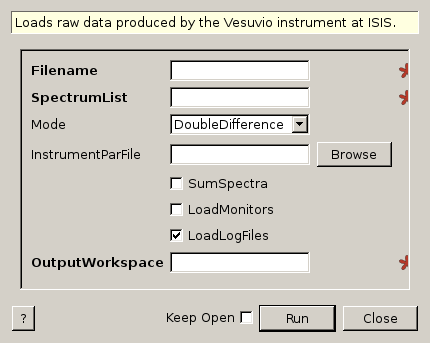 Loads raw data produced by the Vesuvio instrument at ISIS.
Filename
SpectrumList
Mode DoubleDifference
InstrumentParFile Browse
SumSpectra
LoadMonitors
LoadLogFiles
OutputWorkspace
? Keep Open Run Close